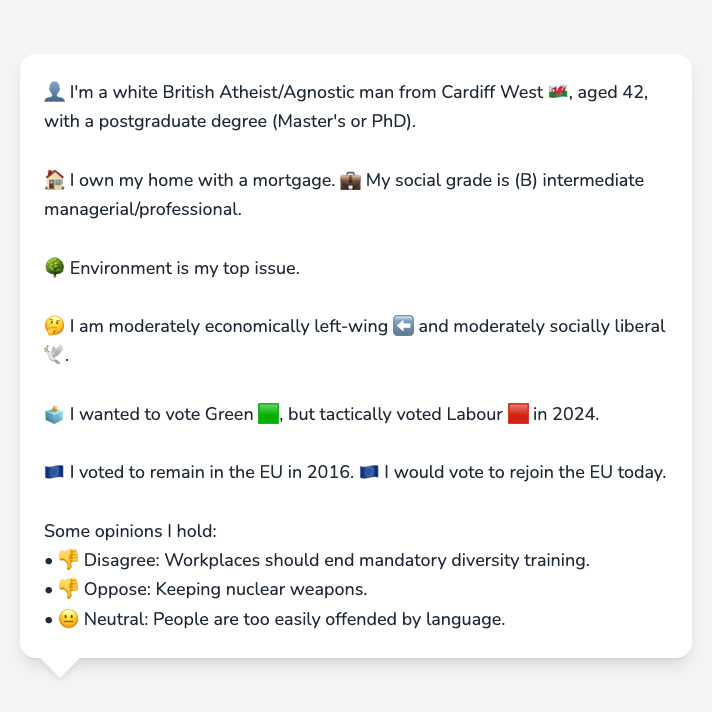 👤 I'm a white British Atheist/Agnostic man from Cardiff West 🏴󠁧󠁢󠁷󠁬󠁳󠁿, aged 42,
with a postgraduate degree (Master's or PhD).
🏠 I own my home with a mortgage. 💼 My social grade is (B) intermediate
managerial/professional.
🌳 Environment is my top issue.
🤔 I am moderately economically left-wing ⬅️ and moderately socially liberal
🕊️.
🗳️ I wanted to vote Green 🟩, but tactically voted Labour 🟥 in 2024.
🇪🇺 I voted to remain in the EU in 2016. 🇪🇺 I would vote to rejoin the EU today.
Some opinions I hold:
• 👎 Disagree: Workplaces should end mandatory diversity training.
• 👎 Oppose: Keeping nuclear weapons.
• 😐 Neutral: People are too easily offended by language.